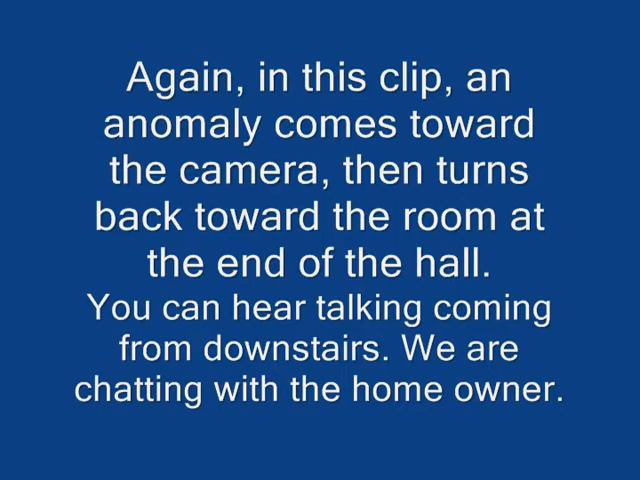 Again, in this clip, an
anomaly comes toward
the camera, then turns
back toward the room at
the end of the hall.
You can hear talking coming
from downstairs. We are
chatting with the home owner.